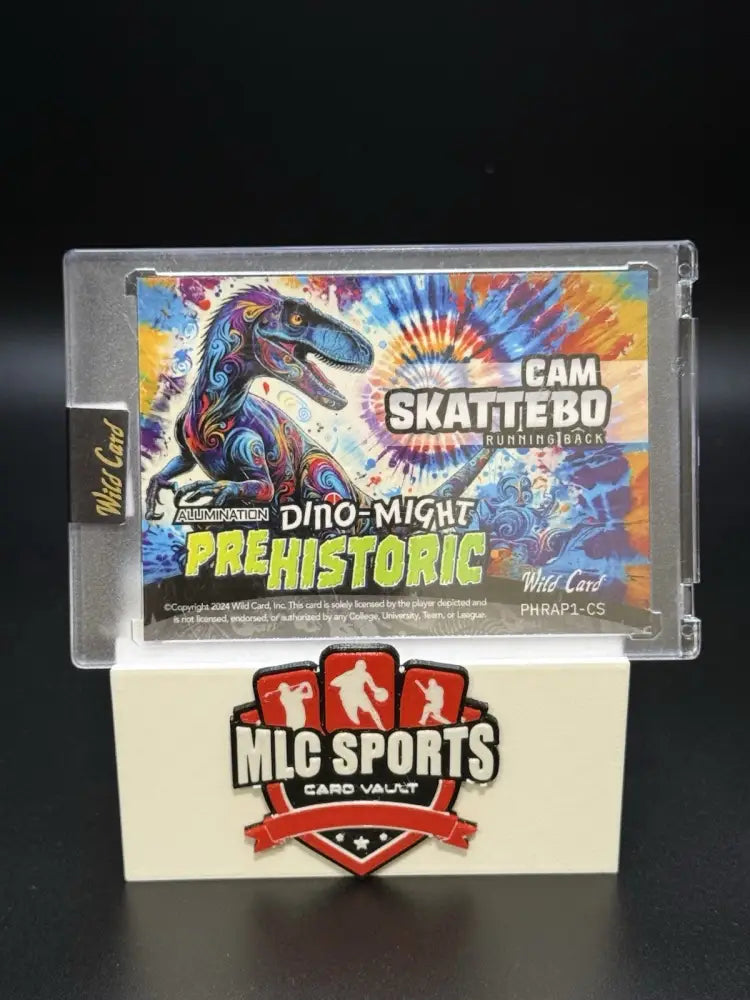 CAM
SKATTEBO
RUNNING BACK
Wild Card
ALLUMINATION DINO-MIGHT
PREHISTORIC
Wild Card
©Copyright 2024 Wild Card, Inc. This card is solely licensed by the player depicted and
is not licensed, endorsed, or authorized by any College, University, Team, or League.
PHRAP1-CS
MLC SPORTS
CARD VAULT